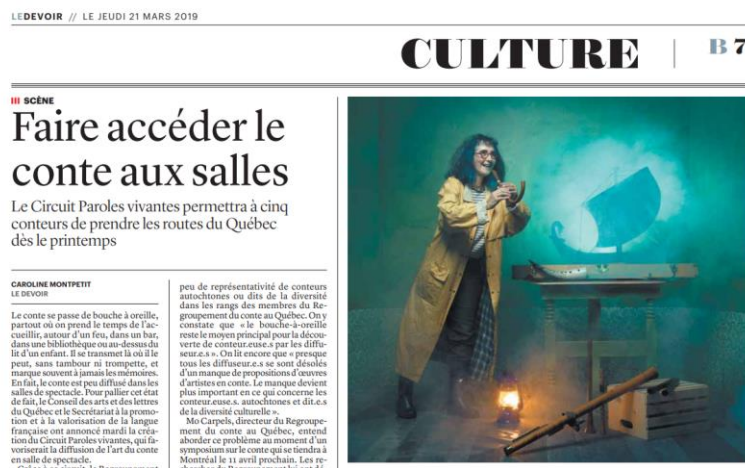 LEDEVOIR // LE JEUDI 21 MARS 2019
CULTURE | B 7
SCÈNE
Faire accéder le
conte aux salles
Le Circuit Paroles vivantes permettra à cinq
conteurs de prendre les routes du Québec
dès le printemps
CAROLINE MONTPETIT
LE DEVOIR
Le conte se passe de bouche à oreille,
partout où on prend le temps de l'ac-
cueillir, autour d'un feu, dans un bar,
dans une bibliothèque ou au-dessus du
lit d'un enfant. Il se transmet là où il le
peut, sans tambour ni trompette, et
marque souvent à jamais les mémoires.
En fait, le conte est peu diffusé dans les
salles de spectacle. Pour pallier cet état
de fait, le Conseil des arts et des lettres
du Québec et le Secrétariat à la promo-
tion et à la valorisation de la langue
française ont annoncé mardi la créa-
tion du Circuit Paroles vivantes, qui fa-
voriserait la diffusion de l'art du conte
en salle de spectacle.
peu de représentativité de conteurs
autochtones ou dits de la diversité
dans les rangs des membres du Re-
groupement du conte au Québec. On y
constate que « le bouche-à-oreille
reste le moyen principal pour la décou-
verte de conteur.euse.s par les diffu-
seur.e.s ». On lit encore que « presque
tous les diffuseur.e.s se sont désolés
d'un manque de propositions d'œuvres
d'artistes en conte. Le manque devient
plus important en ce qui concerne les
conteur.euse.s. autochtones et dit.e.s
de la diversité culturelle ».
Mo Carpels, directeur du Regroupe-
ment du conte au Québec, entend
aborder ce problème au moment d'un
symposium sur le conte qui se tiendra à
Montréal le 11 avril prochain. Les re-